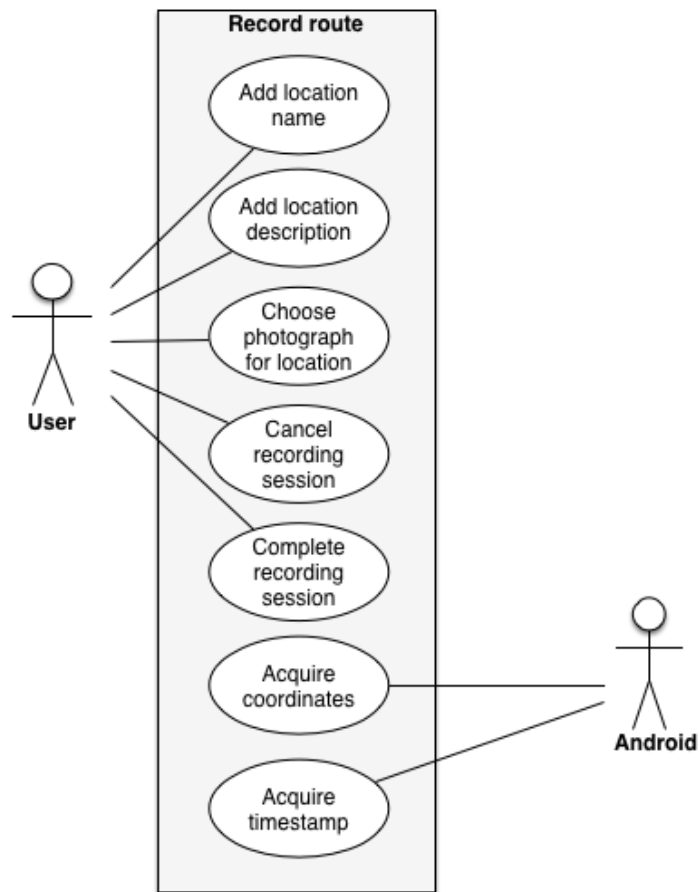 Record route
Add location
name
Add location
description
Choose
photograph
for location
User
Cancel
recording
session
Complete
recording
session
Acquire
coordinates
Android
Acquire
timestamp